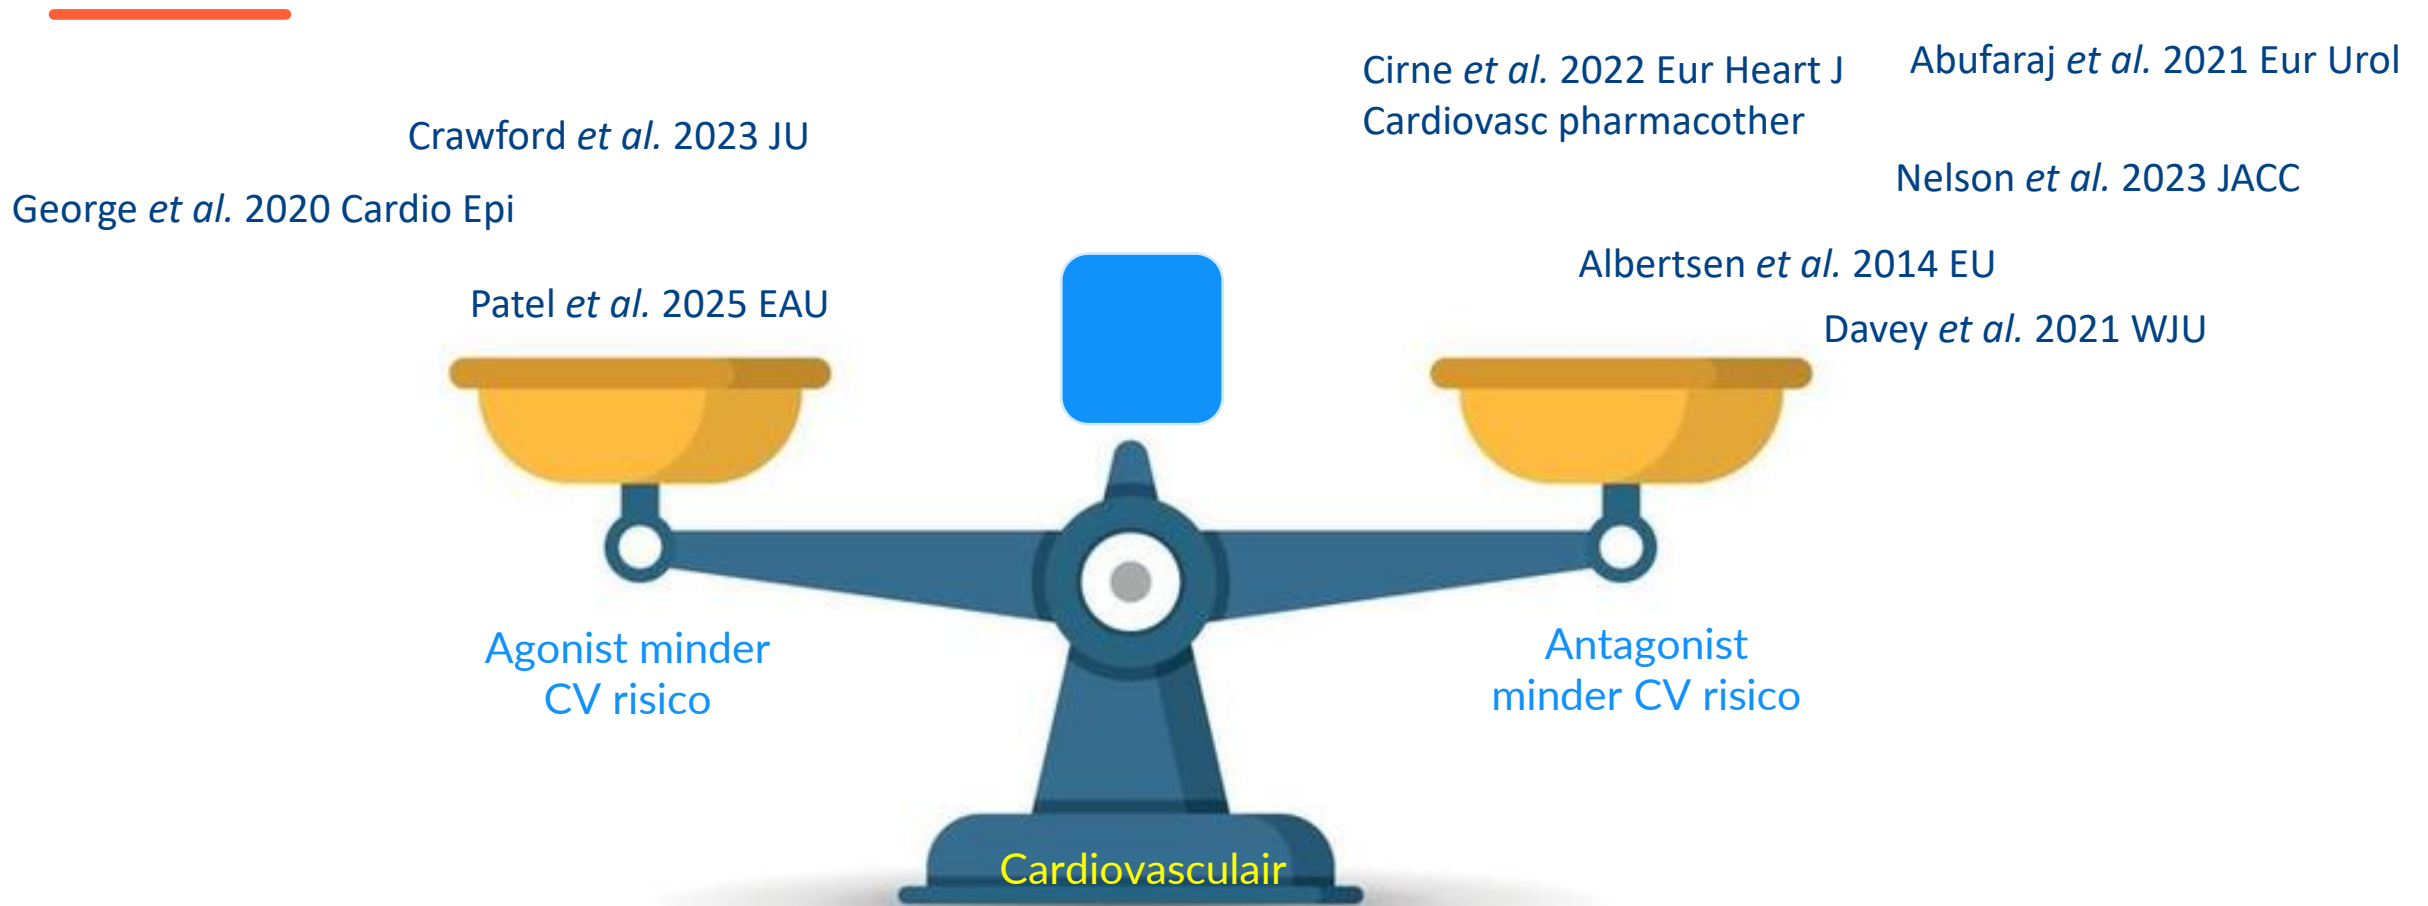 Cirne et al. 2022 Eur Heart J
Cardiovasc pharmacother
Abufaraj et al. 2021 Eur Urol
Crawford et al. 2023 JU
Nelson et al. 2023 JACC
George et al. 2020 Cardio Epi
Albertsen et al. 2014 EU
Patel et al. 2025 EAU
Davey et al. 2021 WJU
Agonist minder
CV risico
Antagonist
minder CV risico
Cardiovasculair